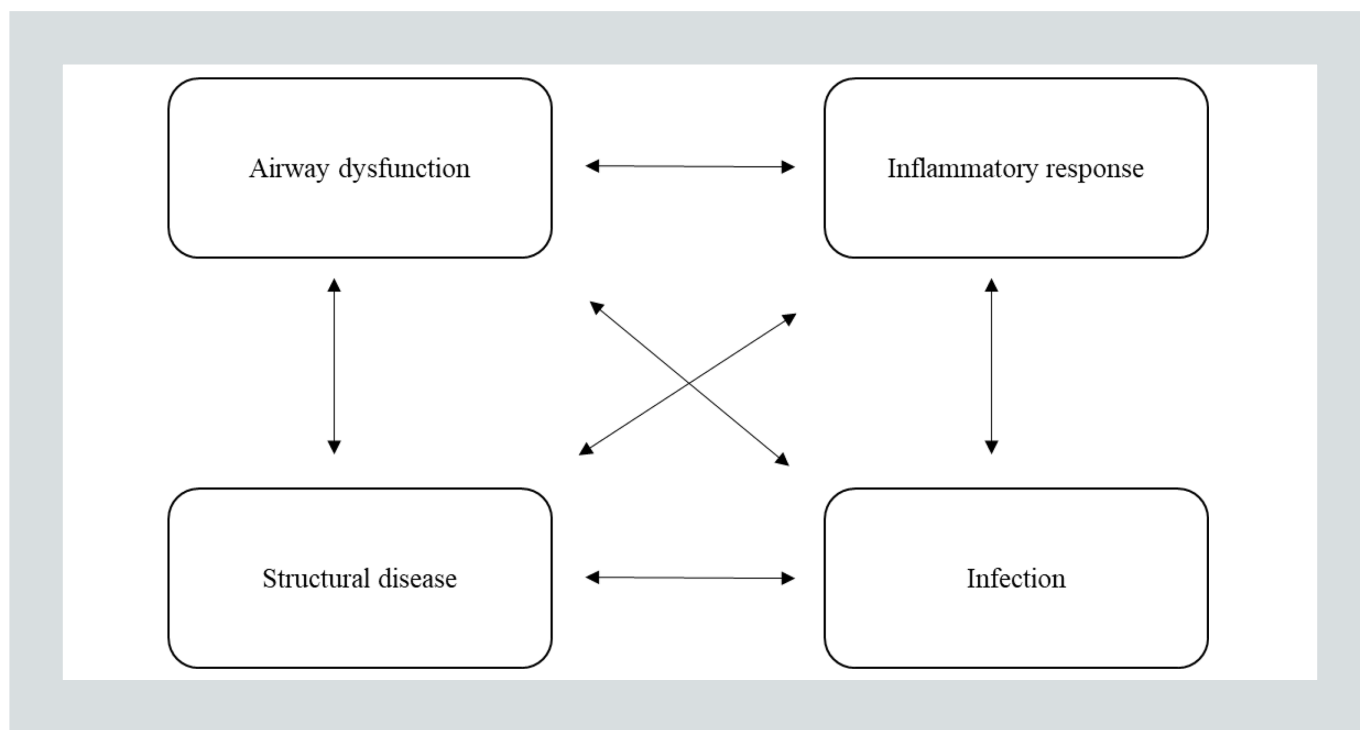 Airway dysfunction
Inflammatory response
Structural disease
Infection